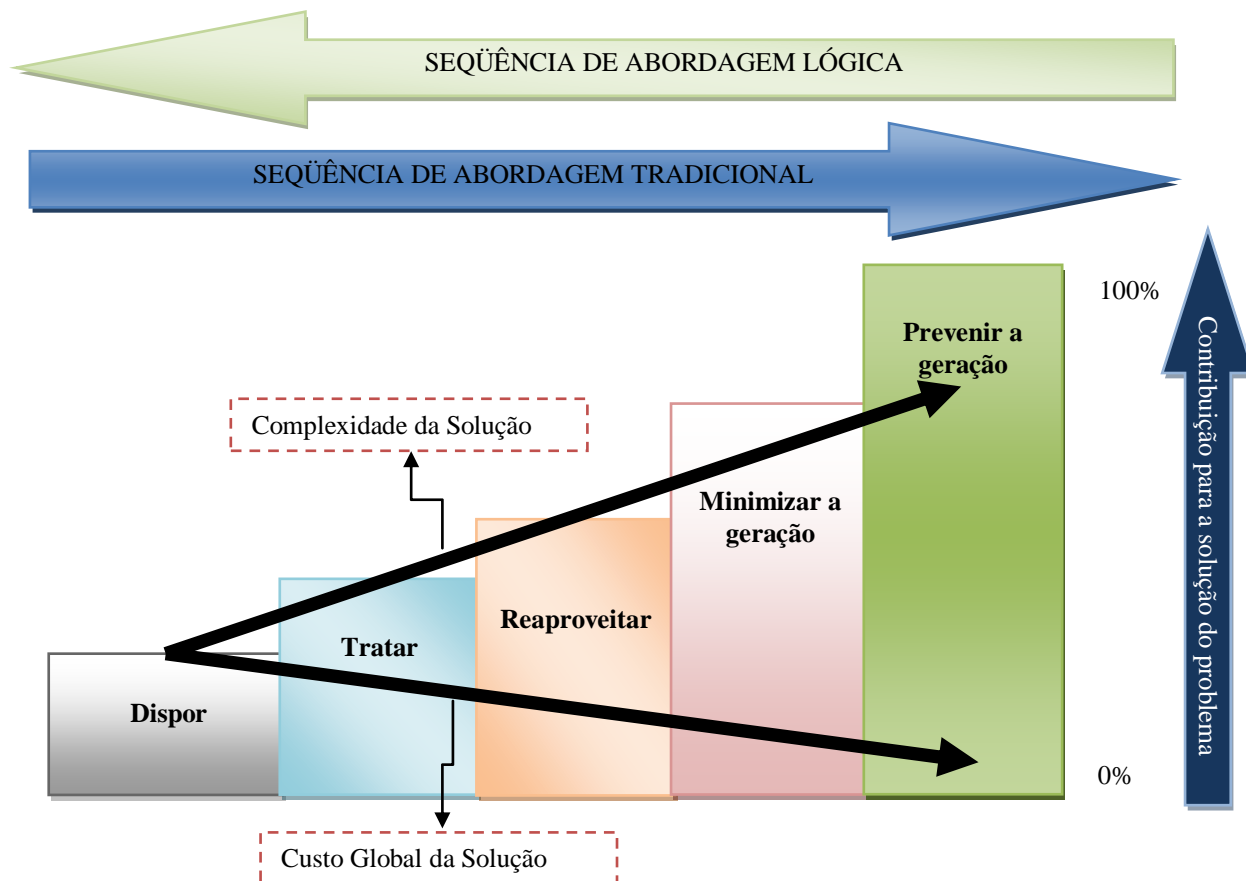 SEQÜÊNCIA DE ABORDAGEM LÓGICA
SEQÜÊNCIA DE ABORDAGEM TRADICIONAL
100%
Contribuição para a solução do problema
Prevenir a
geração
Complexidade da Solução
Minimizar a
geração
Reaproveitar
Tratar
Dispor
0%
Custo Global da Solução